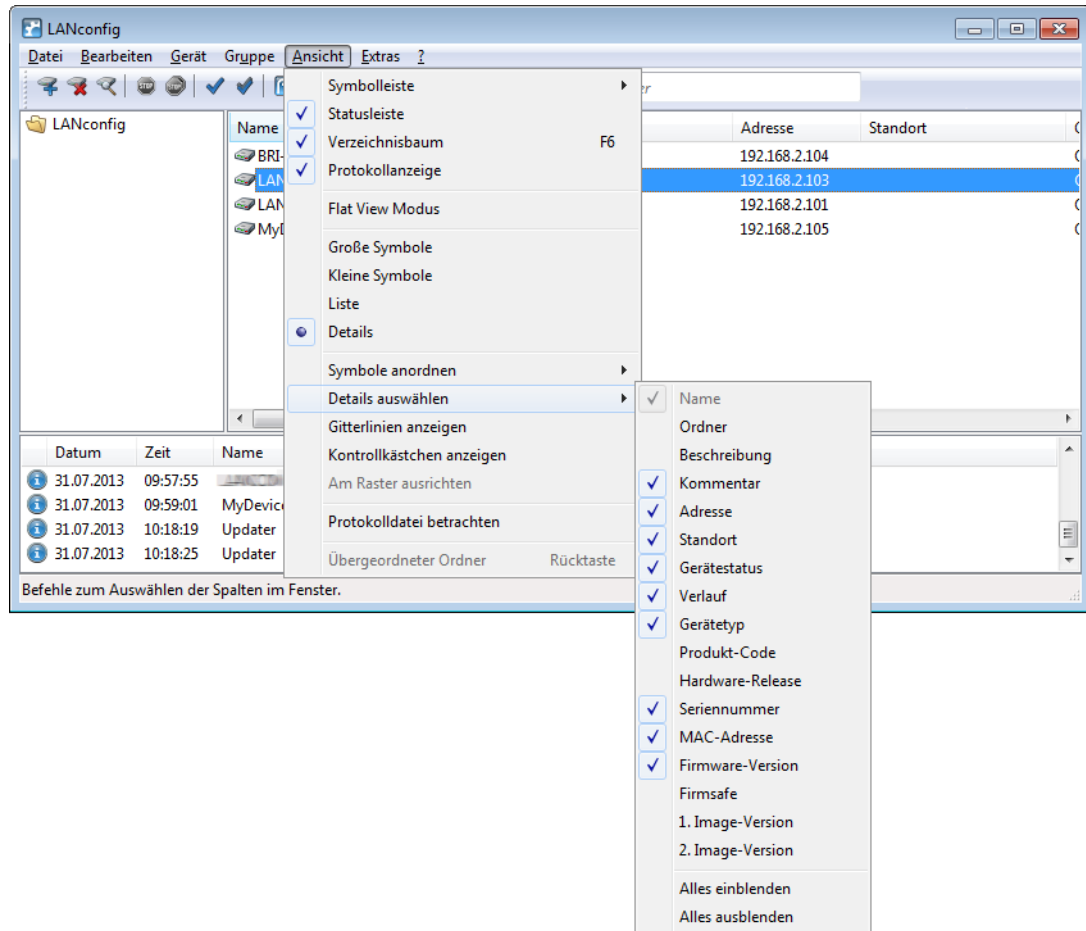 LANconfig
Datei Bearbeiten Gerät Gruppe Ansicht Extras ?
LANconfig
Name Adresse Standort
BRI- 192.168.2.104
LAN 192.168.2.103
LAN 192.168.2.101
192.168.2.105
Symbolleiste
Statusleiste
Verzeichnisbaum F6
Protokollanzeige
Flat View Modus
Große Symbole
Kleine Symbole
Liste
Details
Symbole anordnen
Details auswählen
Gitterlinien anzeigen
Kontrollkästchen anzeigen
Am Raster ausrichten
Protokolldatei betrachten
Übergeordneter Ordner Rücktaste
Name
Ordner
Beschreibung
Kommentar
Adresse
Standort
Gerätestatus
Verlauf
Gerätetyp
Produkt-Code
Hardware-Release
Seriennummer
MAC-Adresse
Firmware-Version
Firmsafe
1. Image-Version
2. Image-Version
Alles einblenden
Alles ausblenden
Datum Zeit Name
31.07.2013 09:57:55
31.07.2013 09:59:01 MyDevic
31.07.2013 10:18:19 Updater
31.07.2013 10:18:25 Updater
Befehle zum Auswählen der Spalten im Fenster.